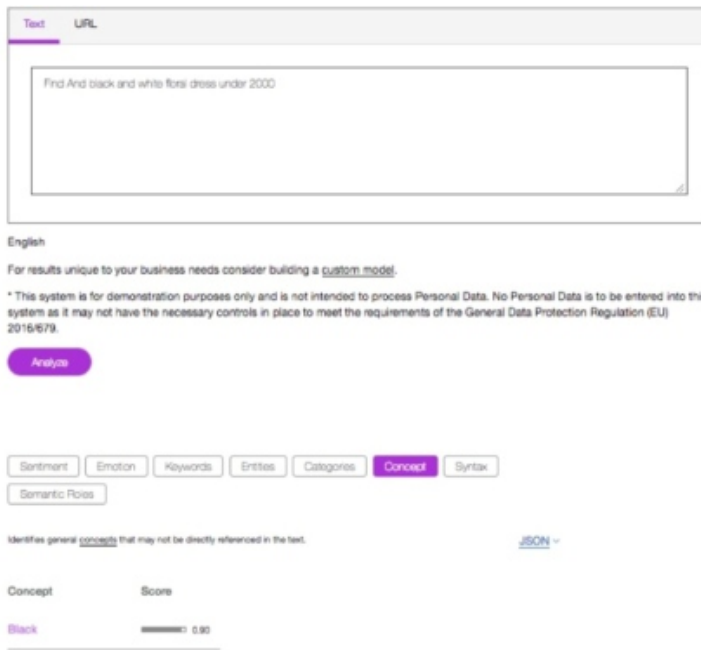 Text URL
Find And black and white floral dress under 2000
English
For results unique to your business needs consider building a custom model.
* This system is for demonstration purposes only and is not intended to process Personal Data. No Personal Data is to be entered into thi
system as it may not have the necessary controls in place to meet the requirements of the General Data Protection Regulation (EU)
2016/679.
Analyze
Sentiment Emotion Keywords Entities Categories Concept Syntax
Semantic Roles
Identifies general concepts that may not be directly referenced in the text. JSON
Concept Score
Black 0.90